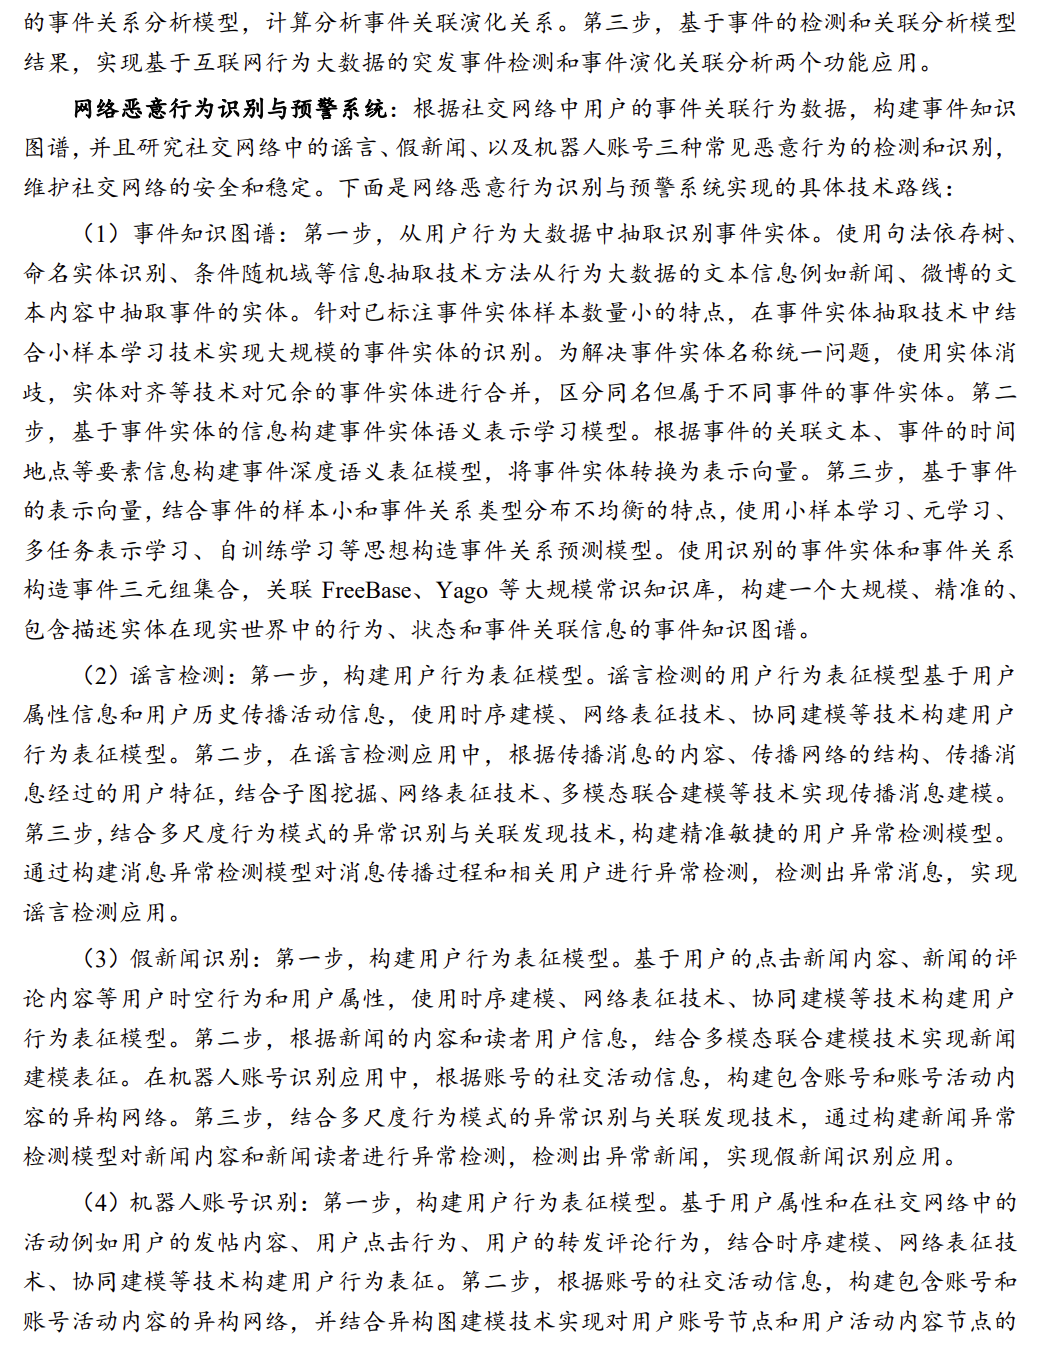 的事件关系分析模型，计算分析事件关联演化关系。第三步，基于事件的检测和关联分析模型
结果，实现基于互联网行为大数据的突发事件检测和事件演化关联分析两个功能应用。
网络恶意行为识别与预警系统：根据社交网络中用户的事件关联行为数据，构建事件知识
图谱，并且研究社交网络中的谣言、假新闻、以及机器人账号三种常见恶意行为的检测和识别，
维护社交网络的安全和稳定。下面是网络恶意行为识别与预警系统实现的具体技术路线：
（1）事件知识图谱：第一步，从用户行为大数据中抽取识别事件实体。使用句法依存树、
命名实体识别、条件随机域等信息抽取技术方法从行为大数据的文本信息例如新闻、微博的文
本内容中抽取事件的实体。针对已标注事件实体样本数量小的特点，在事件实体抽取技术中结
合小样本学习技术实现大规模的事件实体的识别。为解决事件实体名称统一问题，使用实体消
歧，实体对齐等技术对冗余的事件实体进行合并，区分同名但属于不同事件的事件实体。第二
步，基于事件实体的信息构建事件实体语义表示学习模型。根据事件的关联文本、事件的时间
地点等要素信息构建事件深度语义表征模型，将事件实体转换为表示向量。第三步，基于事件
的表示向量，结合事件的样本小和事件关系类型分布不均衡的特点，使用小样本学习、元学习、
多任务表示学习、自训练学习等思想构造事件关系预测模型。使用识别的事件实体和事件关系
构造事件三元组集合，关联 FreeBase、Yago 等大规模常识知识库，构建一个大规模、精准的、
包含描述实体在现实世界中的行为、状态和事件关联信息的事件知识图谱。
（2）谣言检测：第一步，构建用户行为表征模型。谣言检测的用户行为表征模型基于用户
属性信息和用户历史传播活动信息，使用时序建模、网络表征技术、协同建模等技术构建用户
行为表征模型。第二步，在谣言检测应用中，根据传播消息的内容、传播网络的结构、传播消
息经过的用户特征，结合子图挖掘、网络表征技术、多模态联合建模等技术实现传播消息建模。
第三步，结合多尺度行为模式的异常识别与关联发现技术，构建精准敏捷的用户异常检测模型。
通过构建消息异常检测模型对消息传播过程和相关用户进行异常检测，检测出异常消息，实现
谣言检测应用。
（3）假新闻识别：第一步，构建用户行为表征模型。基于用户的点击新闻内容、新闻的评
论内容等用户时空行为和用户属性，使用时序建模、网络表征技术、协同建模等技术构建用户
行为表征模型。第二步，根据新闻的内容和读者用户信息，结合多模态联合建模技术实现新闻
建模表征。在机器人账号识别应用中，根据账号的社交活动信息，构建包含账号和账号活动内
容的异构网络。第三步，结合多尺度行为模式的异常识别与关联发现技术，通过构建新闻异常
检测模型对新闻内容和新闻读者进行异常检测，检测出异常新闻，实现假新闻识别应用。
（4）机器人账号识别：第一步，构建用户行为表征模型。基于用户属性和在社交网络中的
活动例如用户的发帖内容、用户点击行为、用户的转发评论行为，结合时序建模、网络表征技
术、协同建模等技术构建用户行为表征。第二步，根据账号的社交活动信息，构建包含账号和
账号活动内容的异构网络，并结合异构图建模技术实现对用户账号节点和用户活动内容节点的